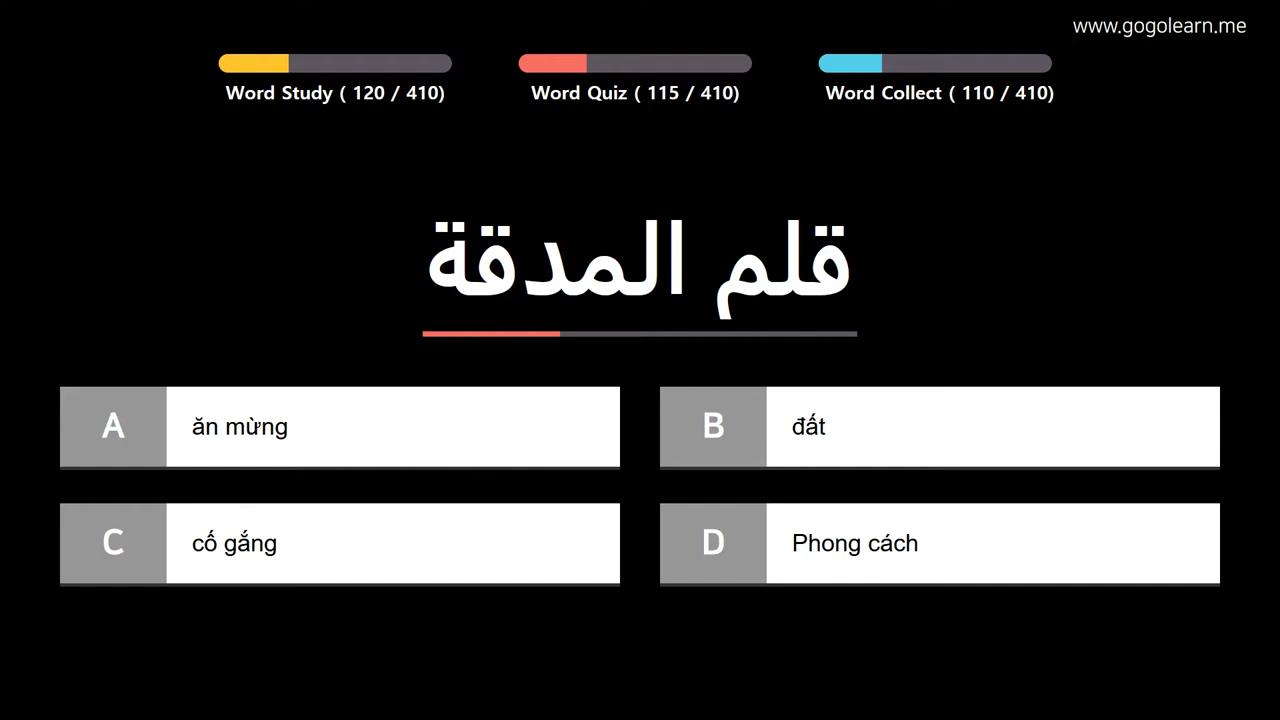 www.gogolearn.me
Word Study ( 120 / 410)
Word Quiz ( 115 / 410)
Word Collect ( 110 / 410)
قلم المدقة
A ăn mừng
B đất
C cố gắng
D Phong cách